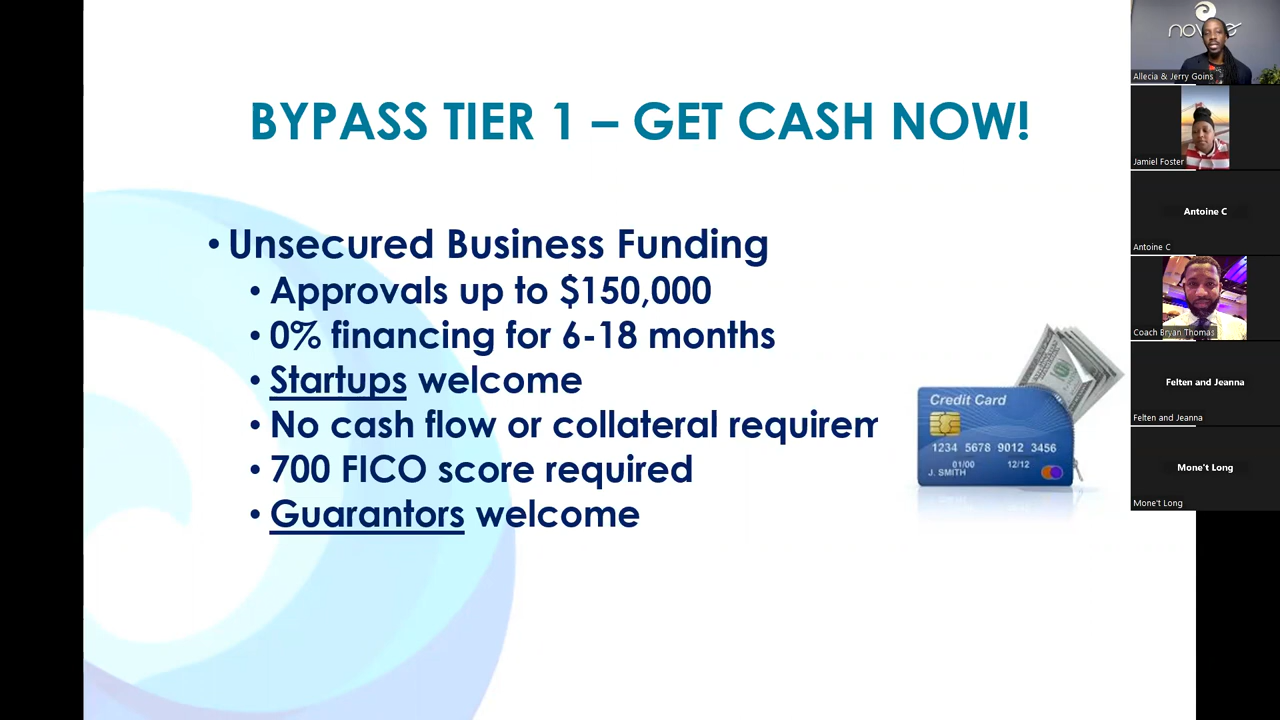 BYPASS TIER 1 – GET CASH NOW!
• Unsecured Business Funding
• Approvals up to $150,000
• 0% financing for 6-18 months
• Startups welcome
• No cash flow or collateral requirem
• 700 FICO score required
• Guarantors welcome
Credit Card
1234 5678 9012 3456
01/00 12/12
J. SMITH
Allecia & Jerry Goins
Jamiel Foster
Antoine C
Antoine C
Coach Bryan Thomas
Felten and Jeanna
Felten and Jeanna
Mone't Long
Mone't Long